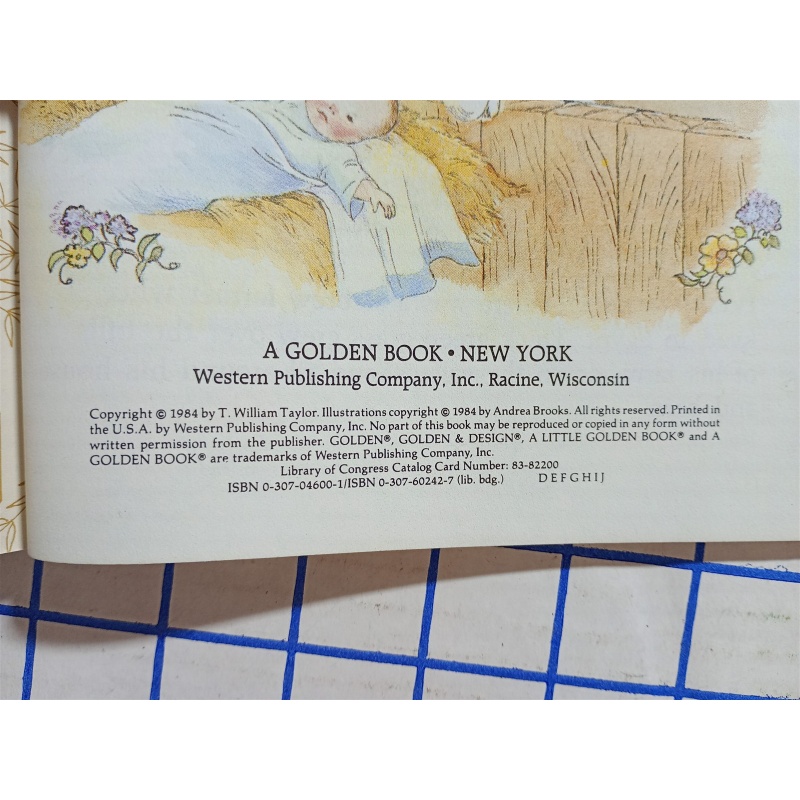 A GOLDEN BOOK • NEW YORK
Western Publishing Company, Inc., Racine, Wisconsin
Copyright © 1984 by T. William Taylor. Illustrations copyright © 1984 by Andrea Brooks. All rights reserved. Printed in
the U.S.A. by Western Publishing Company, Inc. No part of this book may be reproduced or copied in any form without
written permission from the publisher. GOLDEN®, GOLDEN & DESIGN®, A LITTLE GOLDEN BOOK® and A
GOLDEN BOOK® are trademarks of Western Publishing Company, Inc.
Library of Congress Catalog Card Number: 83-82200
ISBN 0-307-04600-1/ISBN 0-307-60242-7 (lib. bdg.) D E F G H I J